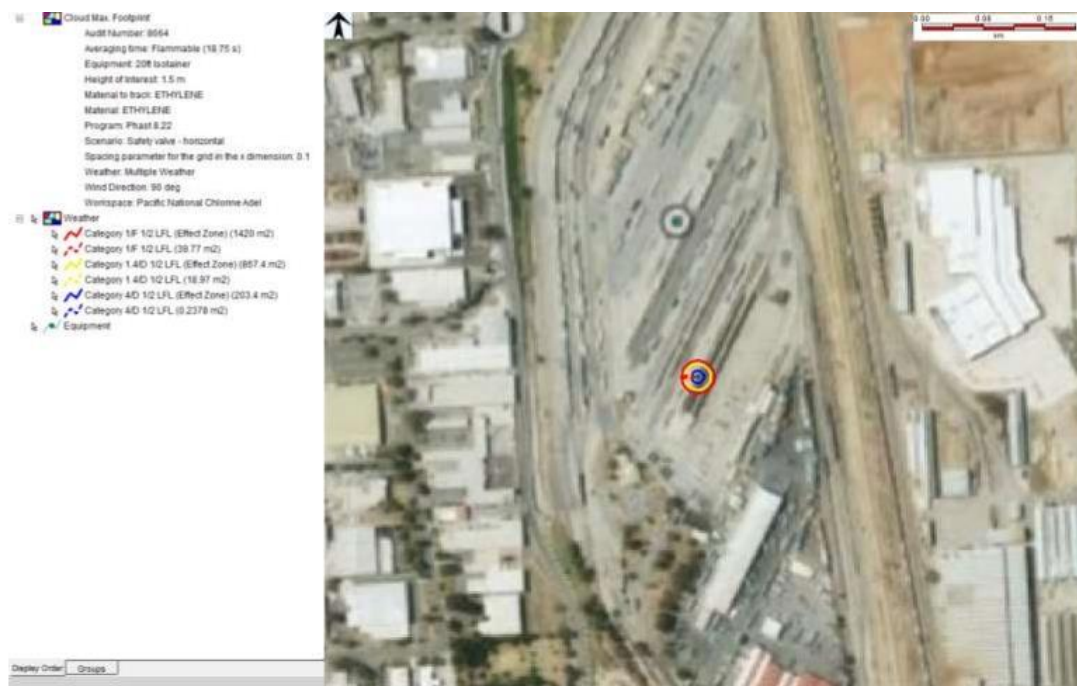 Cloud Max. Footprint
Audit Number: 8664
Averaging time: Flammable (18.75 s)
Equipment: 20ft Isotainer
Height of Interest: 1.5 m
Material to track: ETHYLENE
Material: ETHYLENE
Program: Phast 8.22
Scenario: Safety valve - horizontal
Spacing parameter for the grid in the x dimension: 0.1
Weather: Multiple Weather
Wind Direction: 90 deg
Workspace: Pacific National Chlorine Adel
Weather
Category 1/F 1/2 LFL (Effect Zone) (1420 m2)
Category 1/F 1/2 LFL (39.77 m2)
Category 1.4/D 1/2 LFL (Effect Zone) (857.4 m2)
Category 1.4/D 1/2 LFL (18.97 m2)
Category 4/D 1/2 LFL (Effect Zone) (203.4 m2)
Category 4/D 1/2 LFL (0.2378 m2)
Equipment
Display Order Groups
0.00 0.08 0.16
km